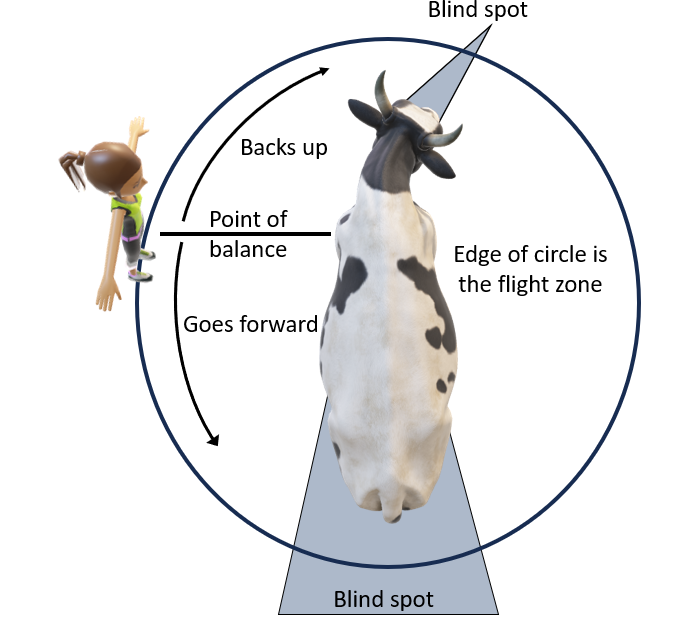 Blind spot
Backs up
Point of
balance
Edge of circle is
the flight zone
Goes forward
Blind spot